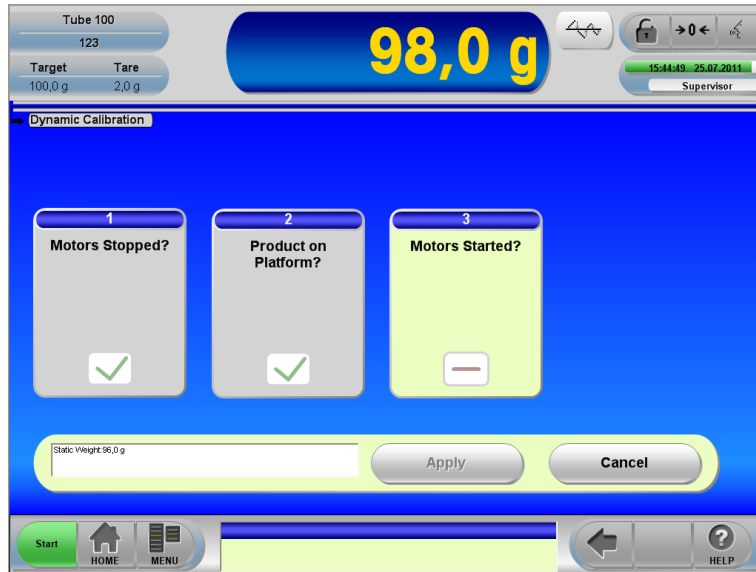 Tube 100
123
Target Tare
100,0 g 2,0 g
98,0 g
→0←
15:44:49 25.07.2011
Supervisor
Dynamic Calibration
1
Motors Stopped?
2
Product on
Platform?
3
Motors Started?
Static Weight:96,0 g
Apply
Cancel
Start
HOME
MENU
?
HELP